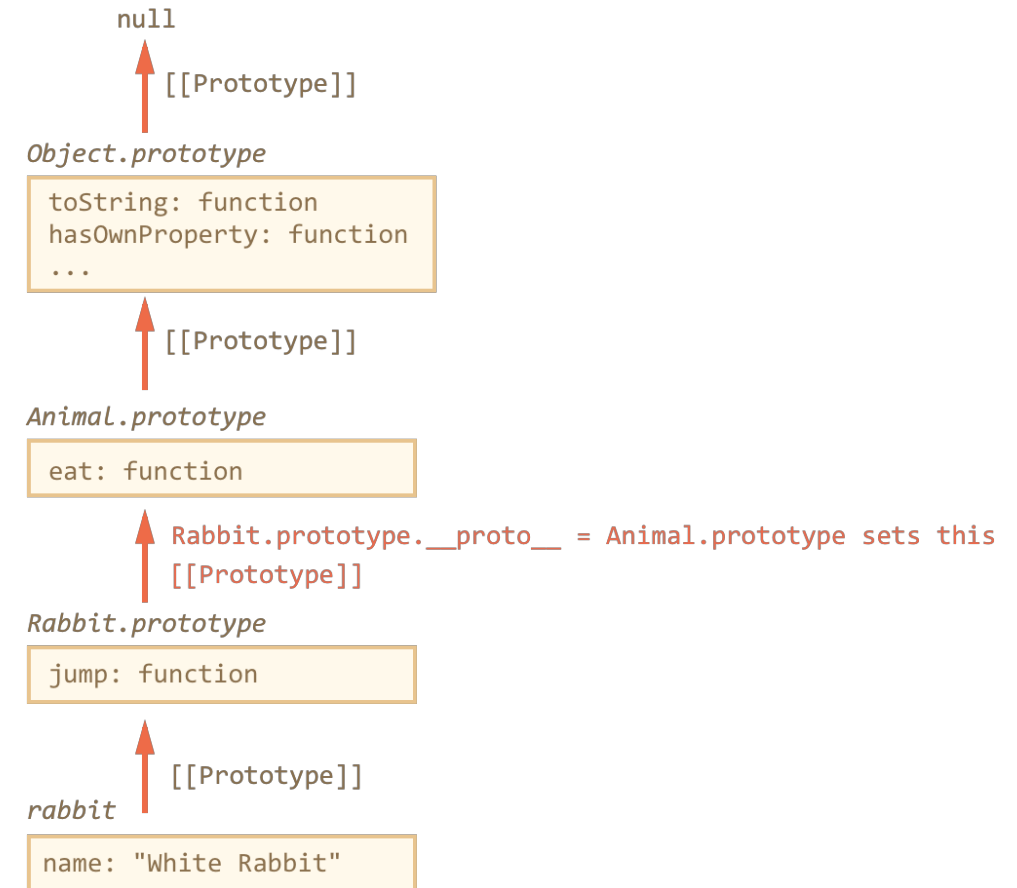 null
[[Prototype]]
Object.prototype
toString: function
hasOwnProperty: function
...
[[Prototype]]
Animal.prototype
eat: function
Rabbit.prototype.__proto__ = Animal.prototype sets this
[[Prototype]]
Rabbit.prototype
jump: function
[[Prototype]]
rabbit
name: "White Rabbit"